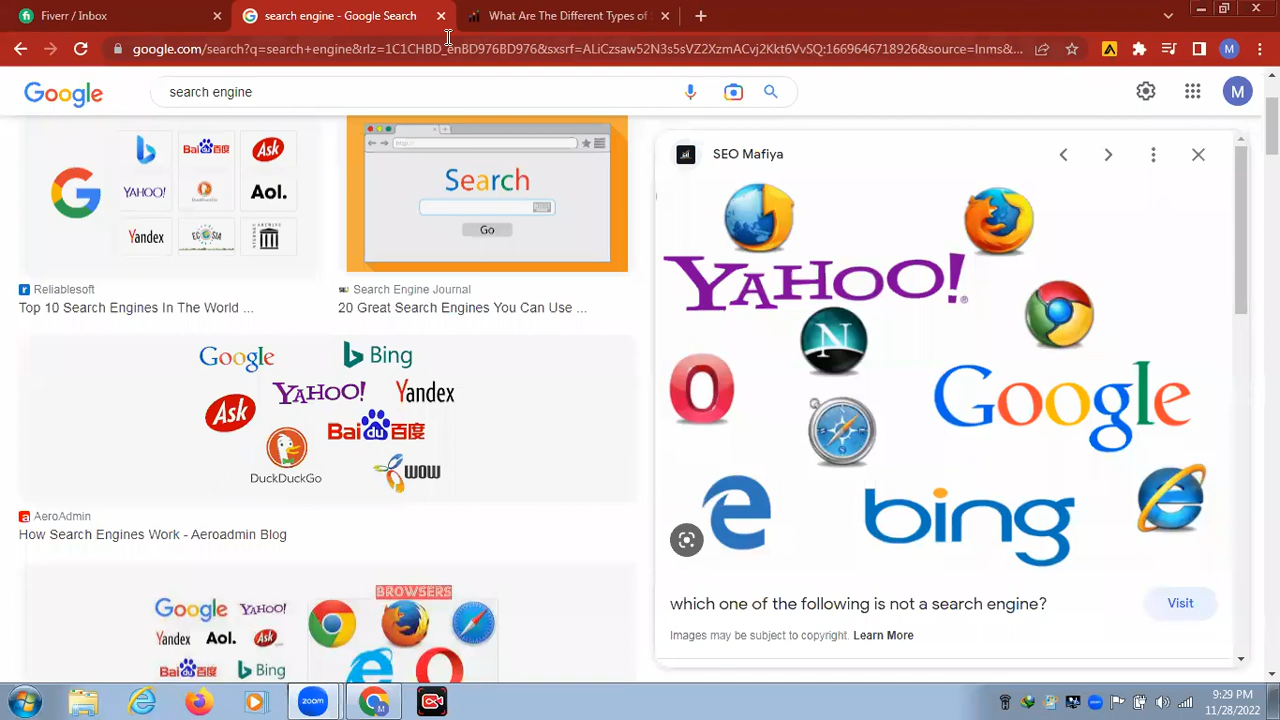 Fiverr / Inbox
search engine - Google Search
What Are The Different Types of S
google.com/search?q=search+engine&rlz=1C1CHBD_enBD976BD976&sxsrf=ALiCzsaw52N3s5sVZ2XzmACvj2Kkt6VvSQ:1669646718926&source=lnms&...
M
Google
search engine
M
Baidu百度
Ask
YAHOO!
Aol.
Yandex
ECOSIA
Search
Go
Reliablesoft
Top 10 Search Engines In The World ...
Search Engine Journal
20 Great Search Engines You Can Use ...
Google
Bing
YAHOO!
Yandex
Ask
Baidu百度
DuckDuckGo
WOW
AeroAdmin
How Search Engines Work - Aeroadmin Blog
BROWSERS
Google
YAHOO!
Yandex
Aol.
Ask
Baidu百度
Bing
SEO Mafiya
YAHOO!
N
Google
bing
which one of the following is not a search engine?
Visit
Images may be subject to copyright. Learn More
zoom
9:29 PM
11/28/2022